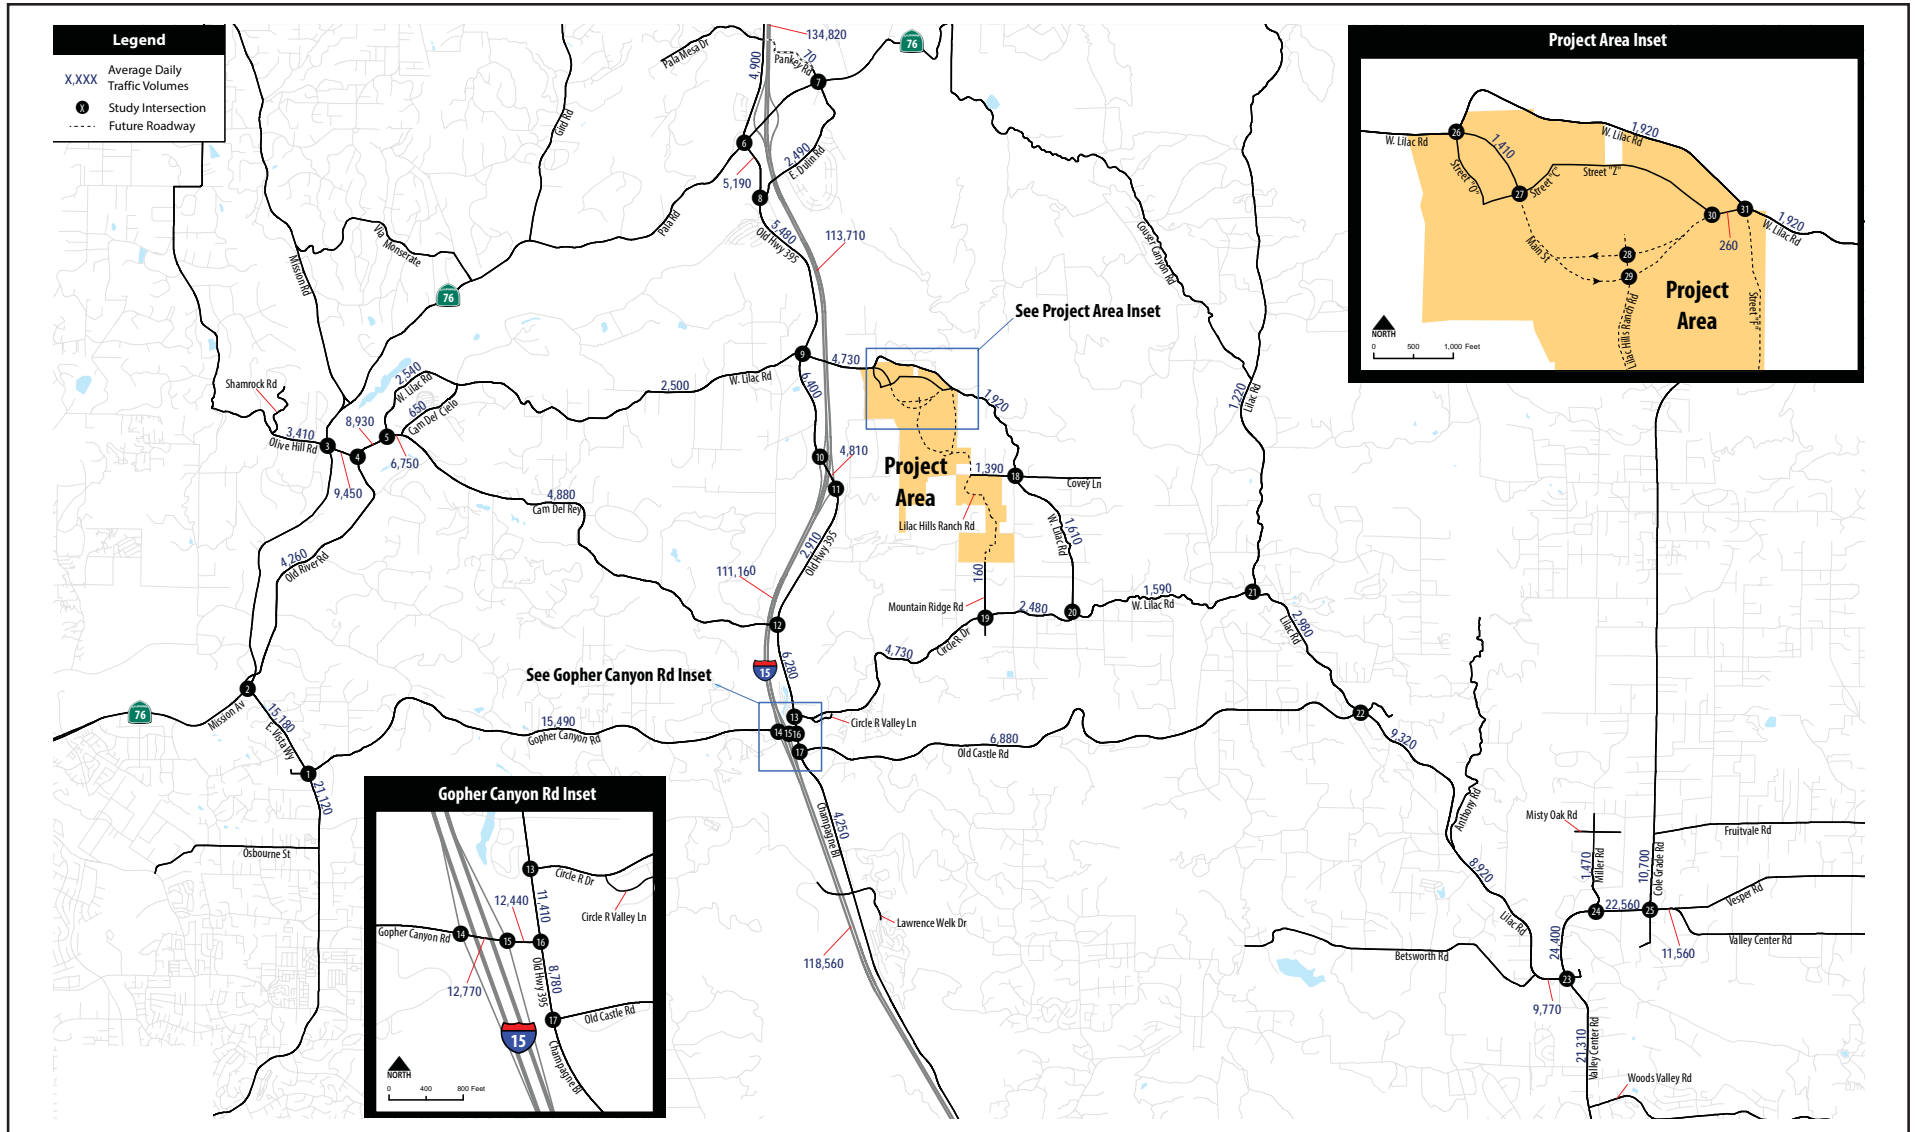 Legend
X,XXX
Average Daily
Traffic Volumes
X
Study Intersection
Future Roadway
134,820
Pala Mesa Dr
4,900
70
Pankey Rd
76
7
Gird Rd
6
2,490
E. Dulin Rd
5,190
8
Pala Rd
5,480
Old Hwy 395
113,710
Via Monserate
Mission Rd
76
Couser Canyon Rd
See Project Area Inset
9
4,730
Shamrock Rd
2,540
W. Lilac Rd
2,500
W. Lilac Rd
6,400
1,920
1,220
Lilac Rd
650
Cam Del Cielo
8,930
3,410
Olive Hill Rd
3
4
5
6,750
9,450
10
4,810
11
Project
Area
1,390
18
Covey Ln
4,880
Cam Del Rey
Lilac Hills Ranch Rd
1,610
W. Lilac Rd
2,910
Old Hwy 395
4,260
Old River Rd
111,160
160
Mountain Ridge Rd
1,590
W. Lilac Rd
21
12
19
2,480
20
Circle R Dr
4,730
2,980
Lilac Rd
6,280
15
See Gopher Canyon Rd Inset
2
76
Mission Av
15,180
E. Vista Wy
15,490
Gopher Canyon Rd
13
Circle R Valley Ln
14
15
16
17
6,880
Old Castle Rd
22
9,320
1
21,120
4,250
Champagne Bl
Anthony Rd
Misty Oak Rd
Fruitvale Rd
Osbourne St
1,470
Miller Rd
10,700
Cole Grade Rd
8,920
Vesper Rd
24
22,560
25
Lilac Rd
Lawrence Welk Dr
Valley Center Rd
24,400
11,560
Betsworth Rd
118,560
23
9,770
21,310
Valley Center Rd
Woods Valley Rd
Project Area Inset
26
W. Lilac Rd
1,410
1,920
W. Lilac Rd
Street "O"
27
Street "C"
Street "Z"
30
31
1,920
W. Lilac Rd
260
Main St
28
29
Lilac Hills Ranch Rd
Project
Area
Street "F"
NORTH
0
500
1,000 Feet
Gopher Canyon Rd Inset
13
Circle R Dr
12,440
11,410
Circle R Valley Ln
Gopher Canyon Rd
14
15
16
12,770
Old Hwy 395
8,780
17
Old Castle Rd
15
Champagne Bl
NORTH
0
400
800 Feet